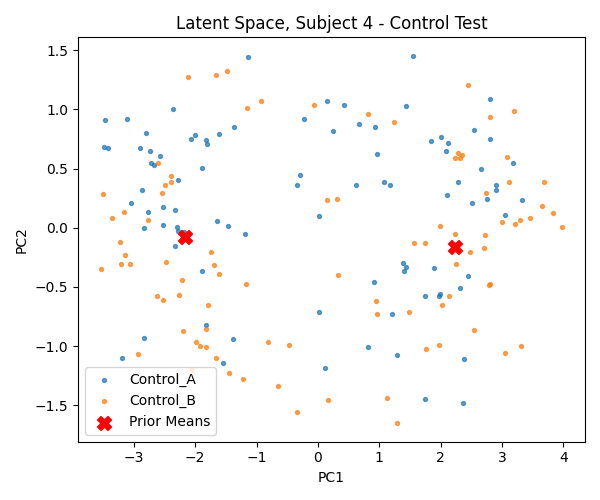 Latent Space, Subject 4 - Control Test
PC2
1.5
1.0
0.5
0.0
−0.5
−1.0
−1.5
Control_A
Control_B
Prior Means
−3 −2 −1 0 1 2 3 4
PC1